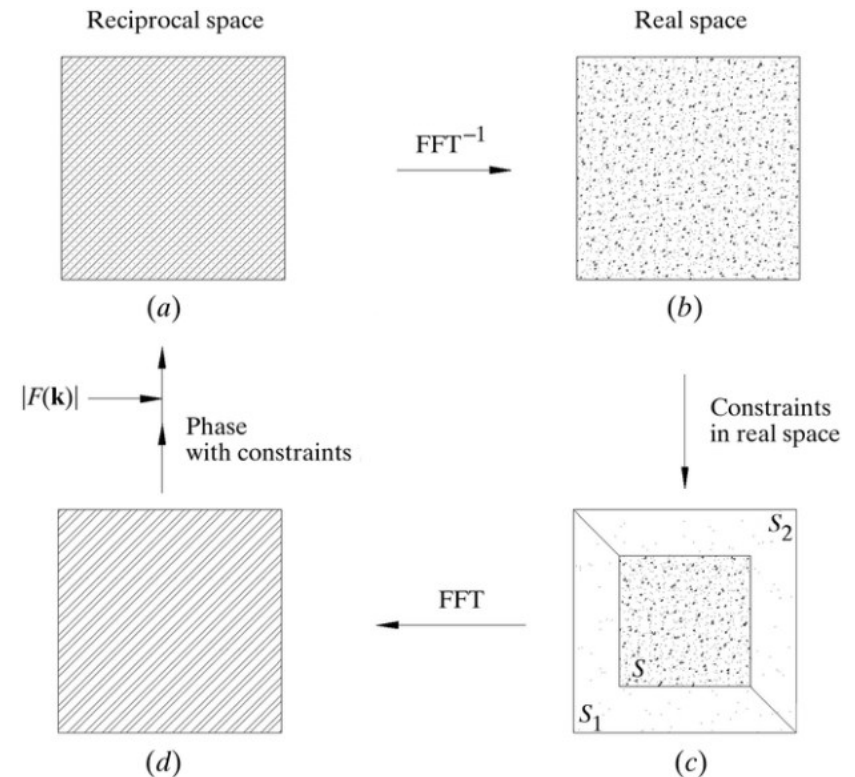 Reciprocal space
Real space
FFT⁻¹
(a)
(b)
|F(k)|
Phase
with constraints
Constraints
in real space
S₂
FFT
S
S₁
(d)
(c)